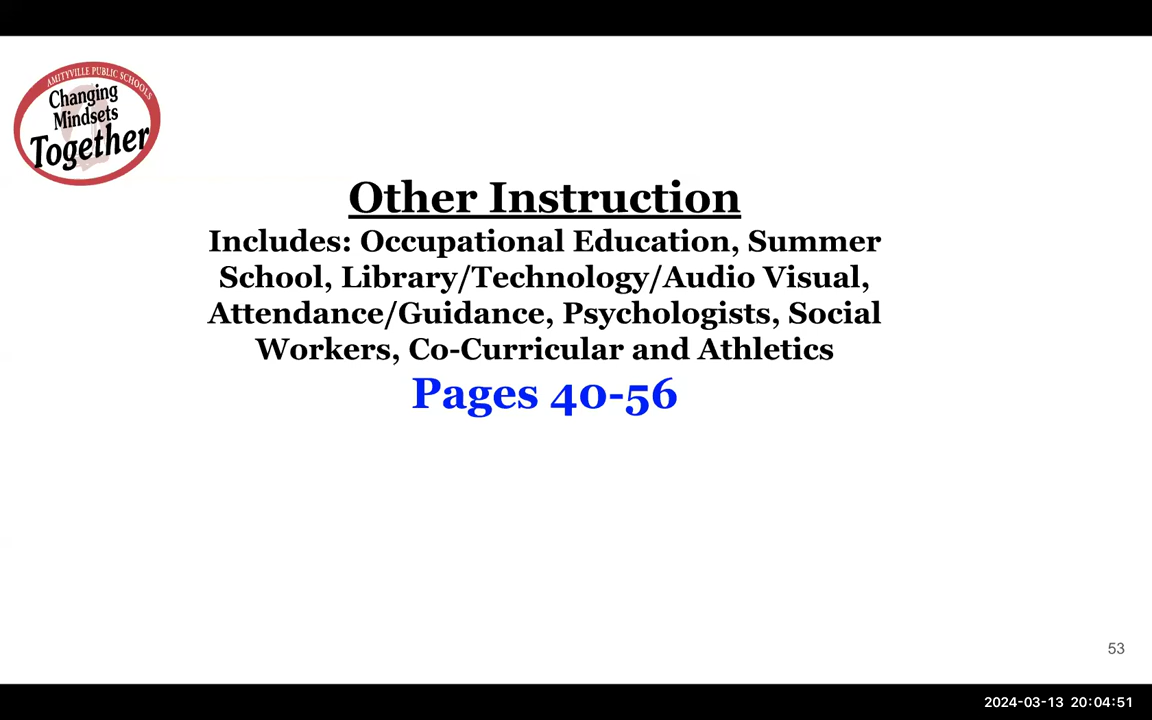 AMITYVILLE PUBLIC SCHOOLS
Changing
Mindsets
Together
Other Instruction
Includes: Occupational Education, Summer
School, Library/Technology/Audio Visual,
Attendance/Guidance, Psychologists, Social
Workers, Co-Curricular and Athletics
Pages 40-56
53
2024-03-13 20:04:51